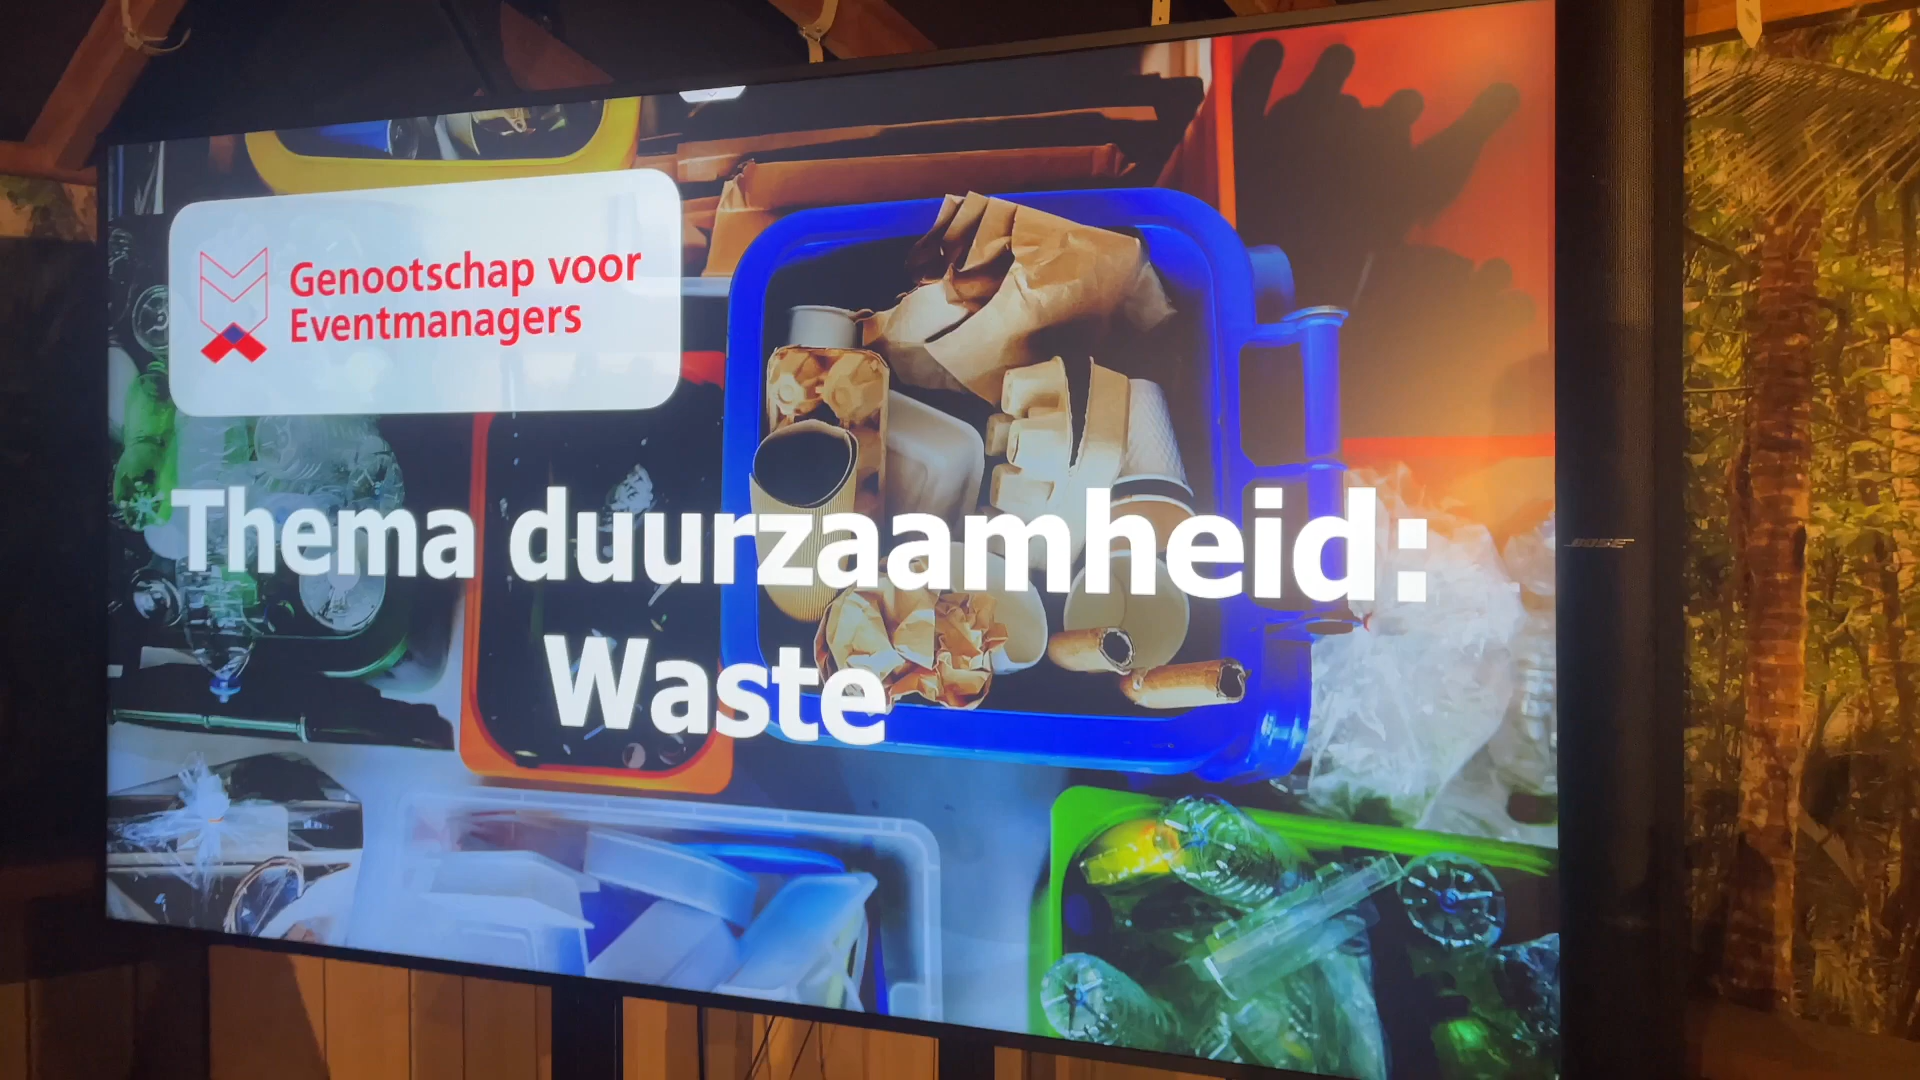 Genootschap voor
Eventmanagers
Thema duurzaamheid:
Waste
BOSE